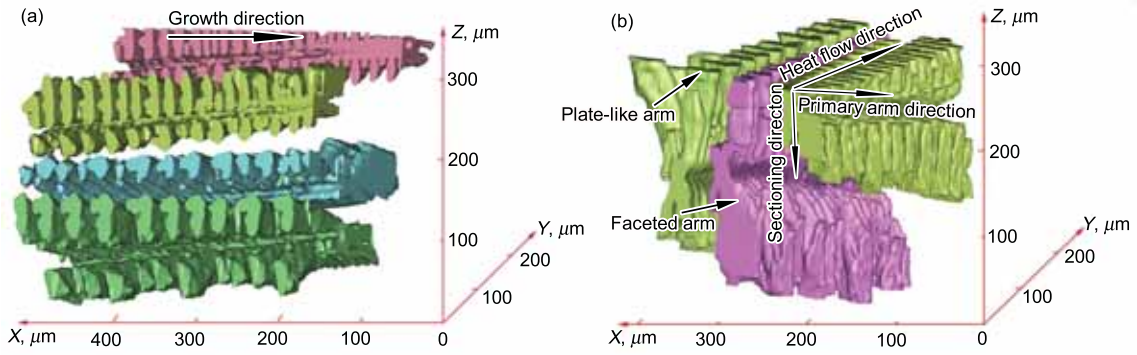 (a)
Growth direction
Z, μm
300
200
100
Y, μm
200
100
X, μm
400
300
200
100
0
(b)
Heat flow direction
Plate-like arm
Primary arm direction
Sectioning directon
Faceted arm
Z, μm
300
200
100
Y, μm
200
100
X, μm
300
200
100
0